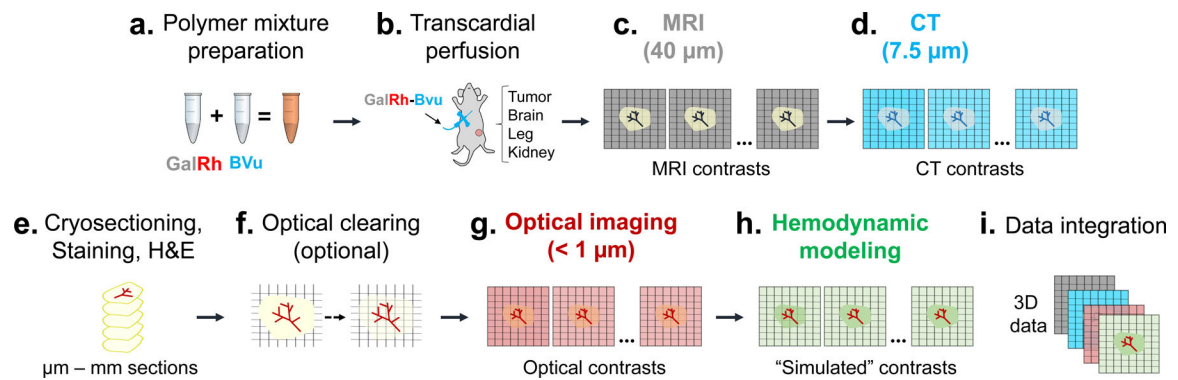 a. Polymer mixture
preparation
+ =
GalRh BVu
b. Transcardial
perfusion
GalRh-Bvu
Tumor
Brain
Leg
Kidney
c. MRI
(40 µm)
...
MRI contrasts
d. CT
(7.5 µm)
...
CT contrasts
e. Cryosectioning,
Staining, H&E
µm – mm sections
f. Optical clearing
(optional)
g. Optical imaging
(< 1 µm)
...
Optical contrasts
h. Hemodynamic
modeling
...
"Simulated" contrasts
i. Data integration
3D
data